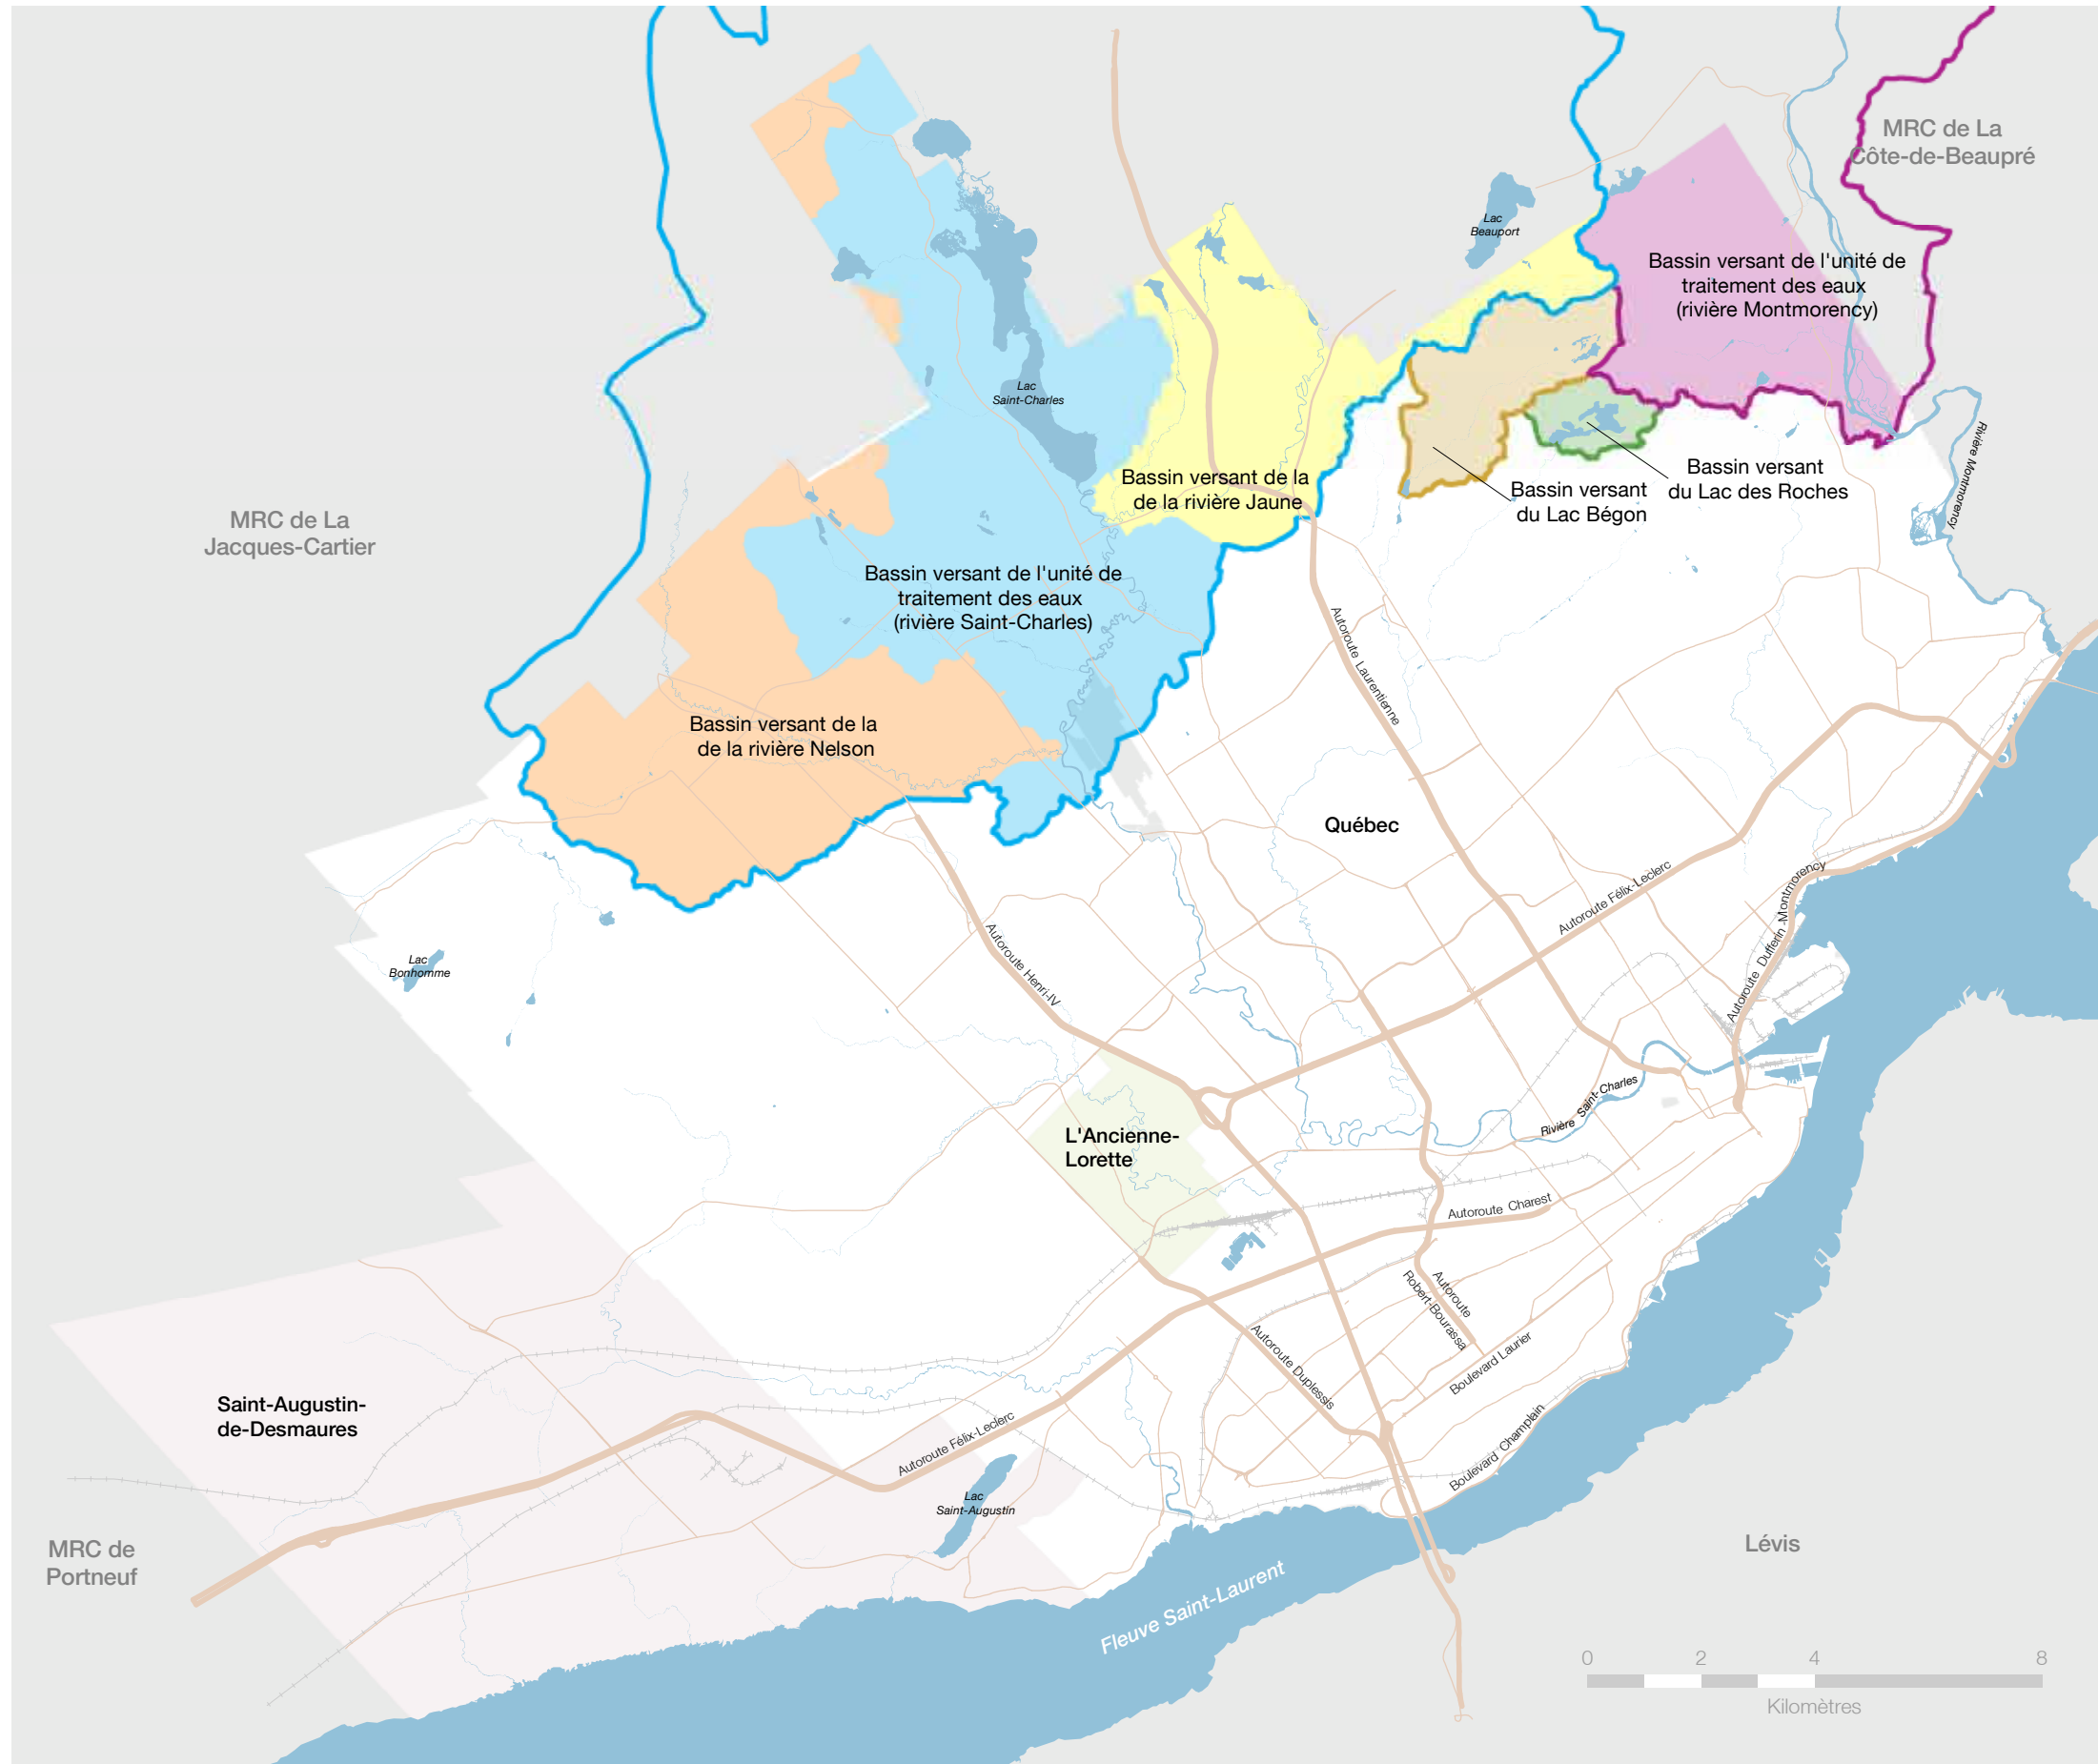 MRC de La
Côte-de-Beaupré
Lac
Beauport
Bassin versant de l'unité de
traitement des eaux
(rivière Montmorency)
Lac
Saint-Charles
Bassin versant de la
de la rivière Jaune
Bassin versant
du Lac des Roches
Bassin versant
du Lac Bégon
Rivière Montmorency
MRC de La
Jacques-Cartier
Bassin versant de l'unité de
traitement des eaux
(rivière Saint-Charles)
Autoroute Laurentienne
Bassin versant de la
de la rivière Nelson
Québec
Autoroute Félix-Leclerc
Autoroute Dufferin -Montmorency
Lac
Bonhomme
Autoroute Henri-IV
Rivière Saint-Charles
L'Ancienne-
Lorette
Autoroute Charest
Autoroute
Robert-Bourassa
Autoroute Duplessis
Boulevard Laurier
Boulevard Champlain
Saint-Augustin-
de-Desmaures
Autoroute Félix-Leclerc
Lac
Saint-Augustin
MRC de
Portneuf
Lévis
Fleuve Saint-Laurent
0 2 4 8
Kilomètres